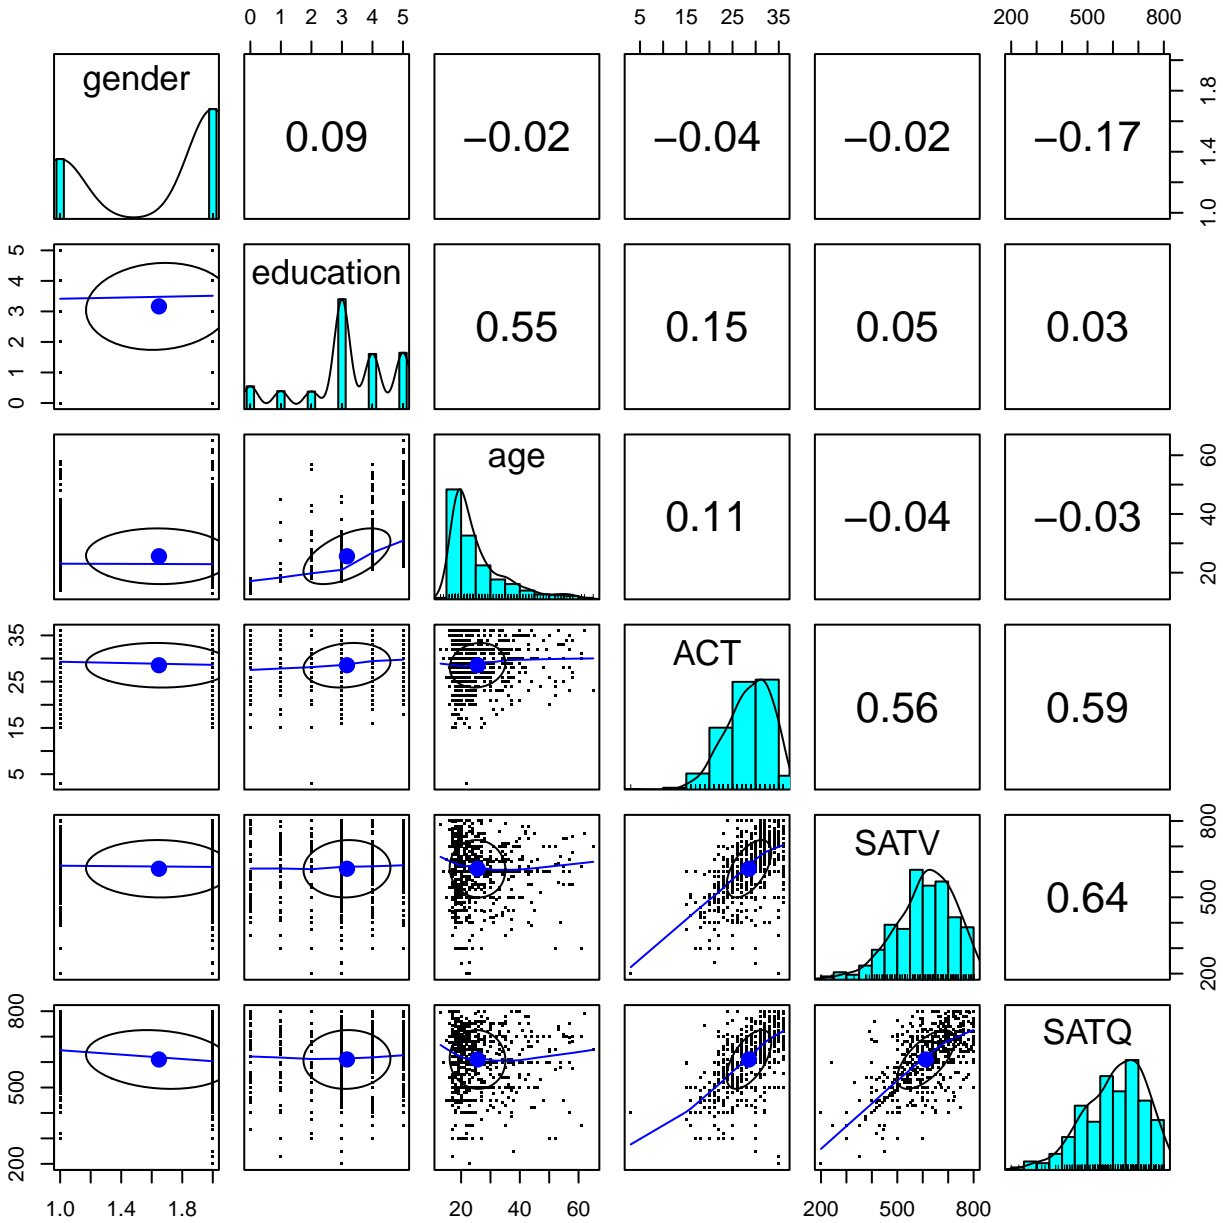 0 1 2 3 4 5 5 15 25 35 200 500 800
gender 0.09 −0.02 −0.04 −0.02 −0.17 1.0 1.4 1.8
0 1 2 3 4 5 education 0.55 0.15 0.05 0.03
age 0.11 −0.04 −0.03 20 40 60
5 15 25 35 ACT 0.56 0.59
SATV 0.64 200 500 800
200 500 800 SATQ
1.0 1.4 1.8 20 40 60 200 500 800